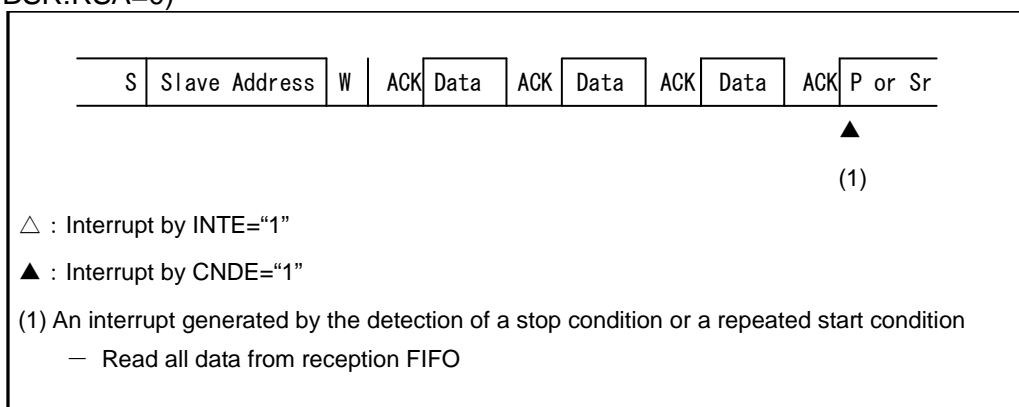 S Slave Address W ACK Data ACK Data ACK Data ACK P or Sr
▲
(1)
△ : Interrupt by INTE=“1”
▲ : Interrupt by CNDE=“1”
(1) An interrupt generated by the detection of a stop condition or a repeated start condition
－ Read all data from reception FIFO